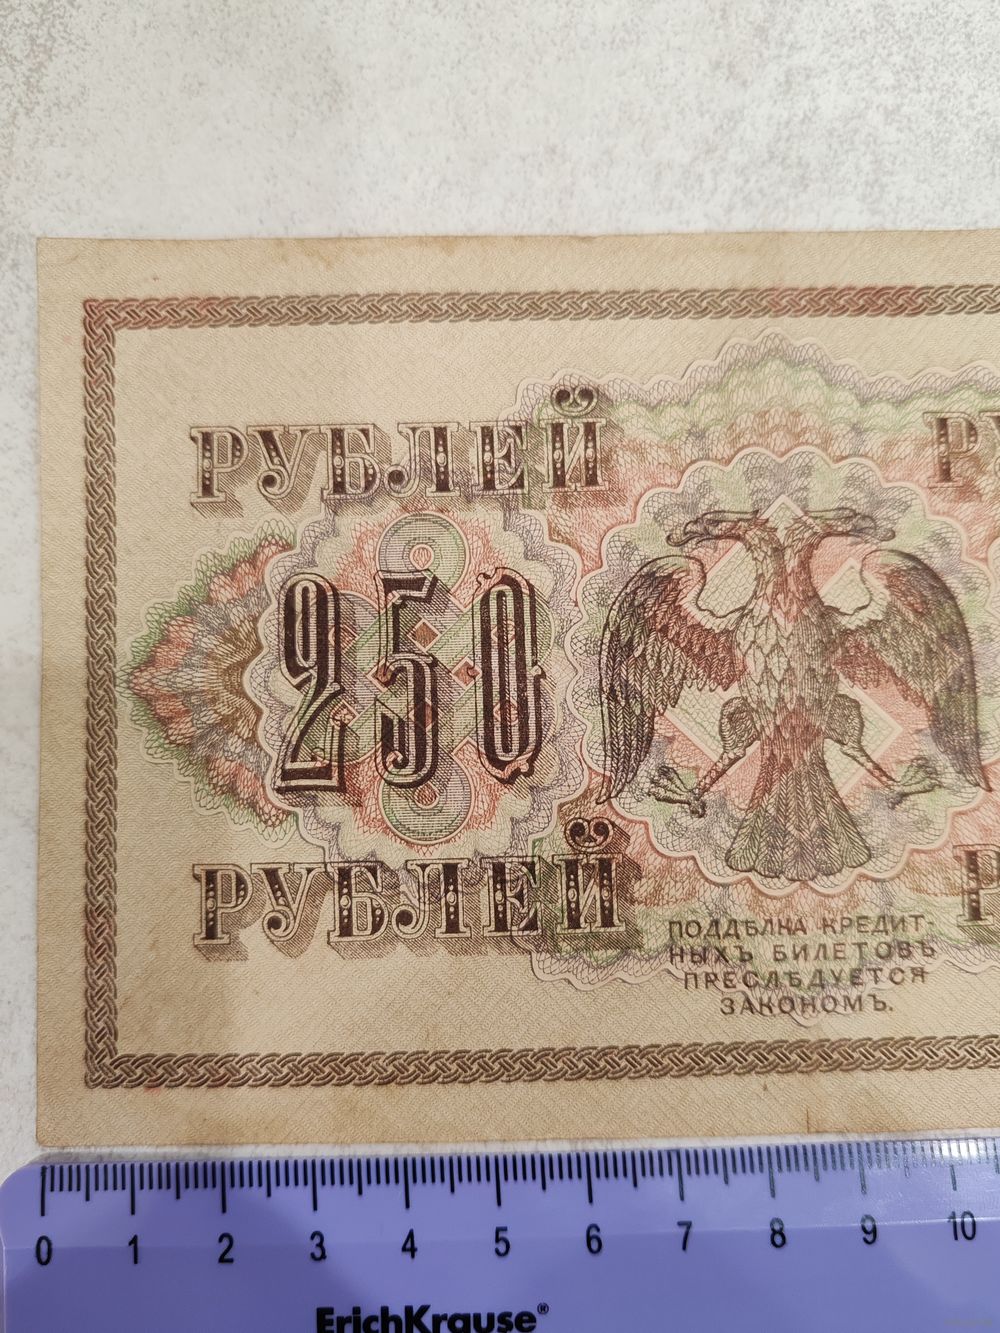 РУБЛЕЙ
250
РУБЛЕЙ
ПОДДѢЛКА КРЕДИТ-
НЫХЪ БИЛЕТОВЪ
ПРЕСЛѢДУЕТСЯ
ЗАКОНОМЪ.
0 1 2 3 4 5 6 7 8 9 10
ErichKrause®